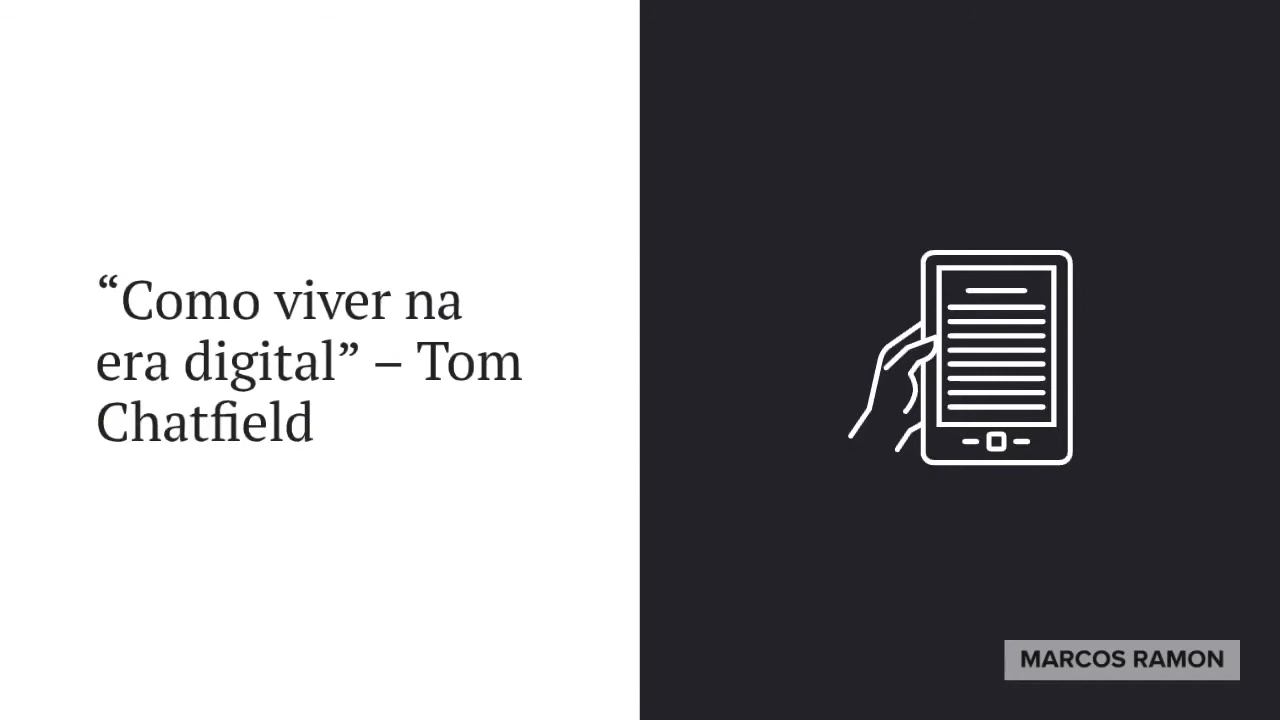 “Como viver na
era digital” – Tom
Chatfield
MARCOS RAMON